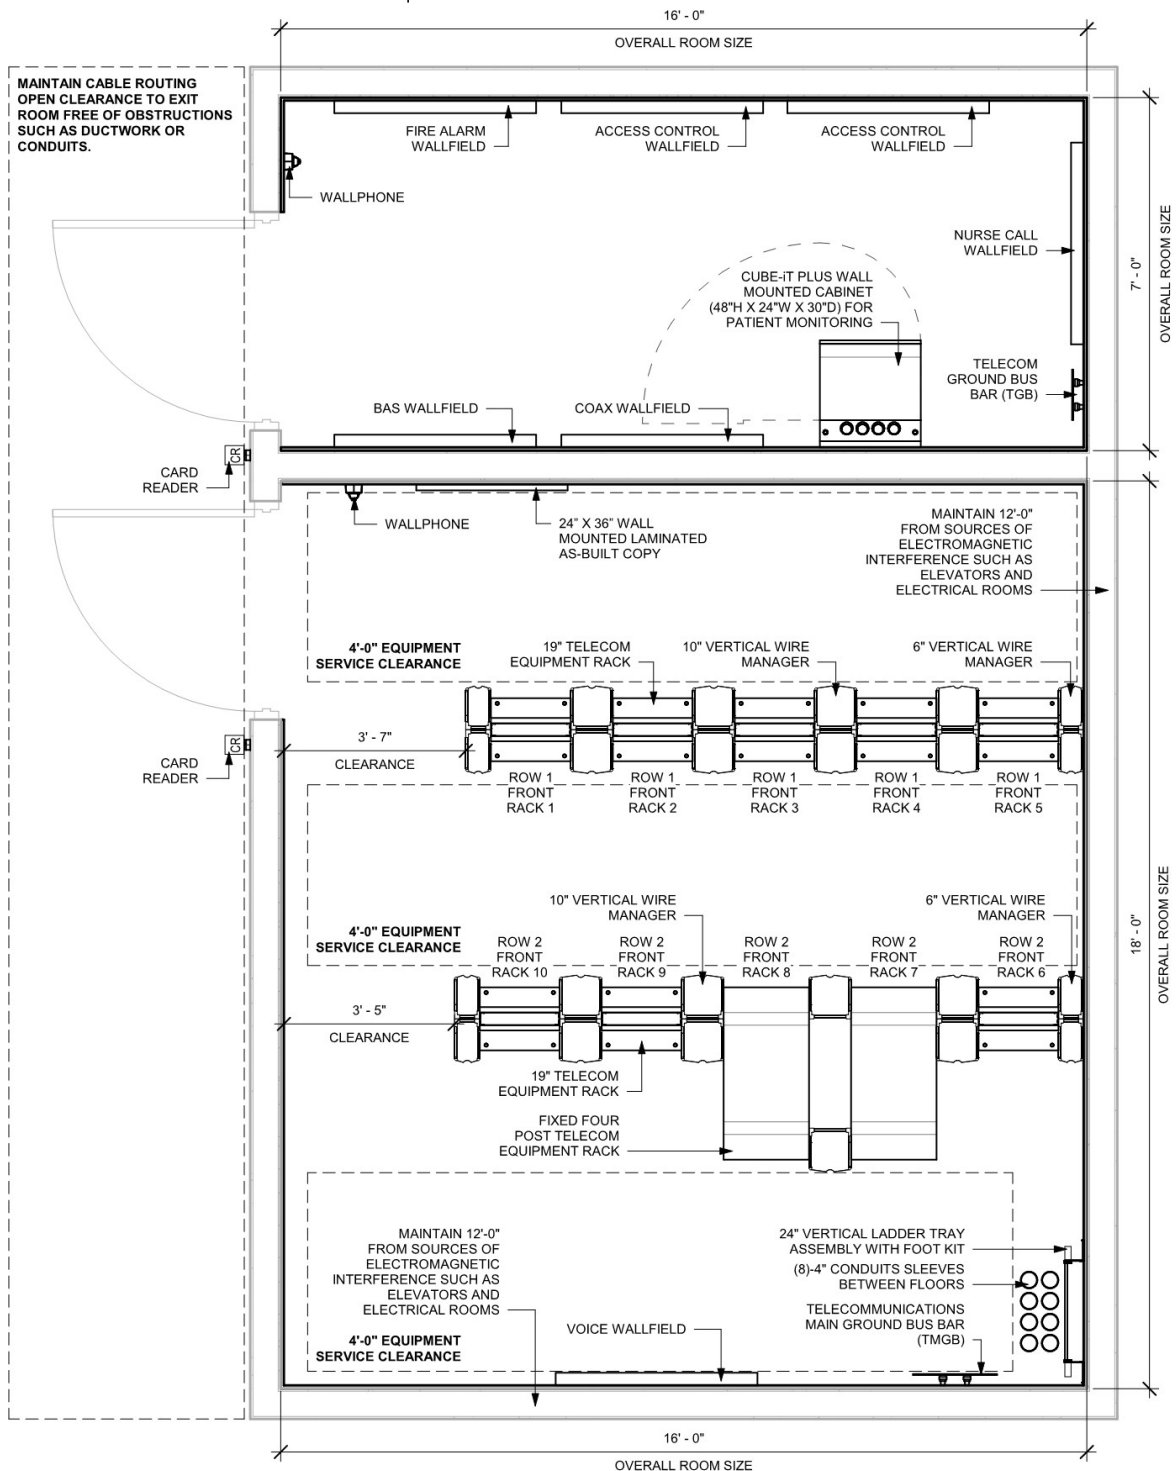 16' - 0"
OVERALL ROOM SIZE
MAINTAIN CABLE ROUTING
OPEN CLEARANCE TO EXIT
ROOM FREE OF OBSTRUCTIONS
SUCH AS DUCTWORK OR
CONDUITS.
FIRE ALARM
WALLFIELD
ACCESS CONTROL
WALLFIELD
ACCESS CONTROL
WALLFIELD
WALLPHONE
NURSE CALL
WALLFIELD
7' - 0"
OVERALL ROOM SIZE
CUBE-iT PLUS WALL
MOUNTED CABINET
(48"H X 24"W X 30"D) FOR
PATIENT MONITORING
TELECOM
GROUND BUS
BAR (TGB)
BAS WALLFIELD
COAX WALLFIELD
CR
CARD
READER
WALLPHONE
24" X 36" WALL
MOUNTED LAMINATED
AS-BUILT COPY
MAINTAIN 12'-0"
FROM SOURCES OF
ELECTROMAGNETIC
INTERFERENCE SUCH AS
ELEVATORS AND
ELECTRICAL ROOMS
4'-0" EQUIPMENT
SERVICE CLEARANCE
19" TELECOM
EQUIPMENT RACK
10" VERTICAL WIRE
MANAGER
6" VERTICAL WIRE
MANAGER
CR
CARD
READER
3' - 7"
CLEARANCE
ROW 1
FRONT
RACK 1
ROW 1
FRONT
RACK 2
ROW 1
FRONT
RACK 3
ROW 1
FRONT
RACK 4
ROW 1
FRONT
RACK 5
10" VERTICAL WIRE
MANAGER
6" VERTICAL WIRE
MANAGER
4'-0" EQUIPMENT
SERVICE CLEARANCE
18' - 0"
OVERALL ROOM SIZE
ROW 2
FRONT
RACK 10
ROW 2
FRONT
RACK 9
ROW 2
FRONT
RACK 8
ROW 2
FRONT
RACK 7
ROW 2
FRONT
RACK 6
3' - 5"
CLEARANCE
19" TELECOM
EQUIPMENT RACK
FIXED FOUR
POST TELECOM
EQUIPMENT RACK
MAINTAIN 12'-0"
FROM SOURCES OF
ELECTROMAGNETIC
INTERFERENCE SUCH AS
ELEVATORS AND
ELECTRICAL ROOMS
4'-0" EQUIPMENT
SERVICE CLEARANCE
24" VERTICAL LADDER TRAY
ASSEMBLY WITH FOOT KIT
(8)-4" CONDUITS SLEEVES
BETWEEN FLOORS
TELECOMMUNICATIONS
MAIN GROUND BUS BAR
(TMGB)
VOICE WALLFIELD
16' - 0"
OVERALL ROOM SIZE